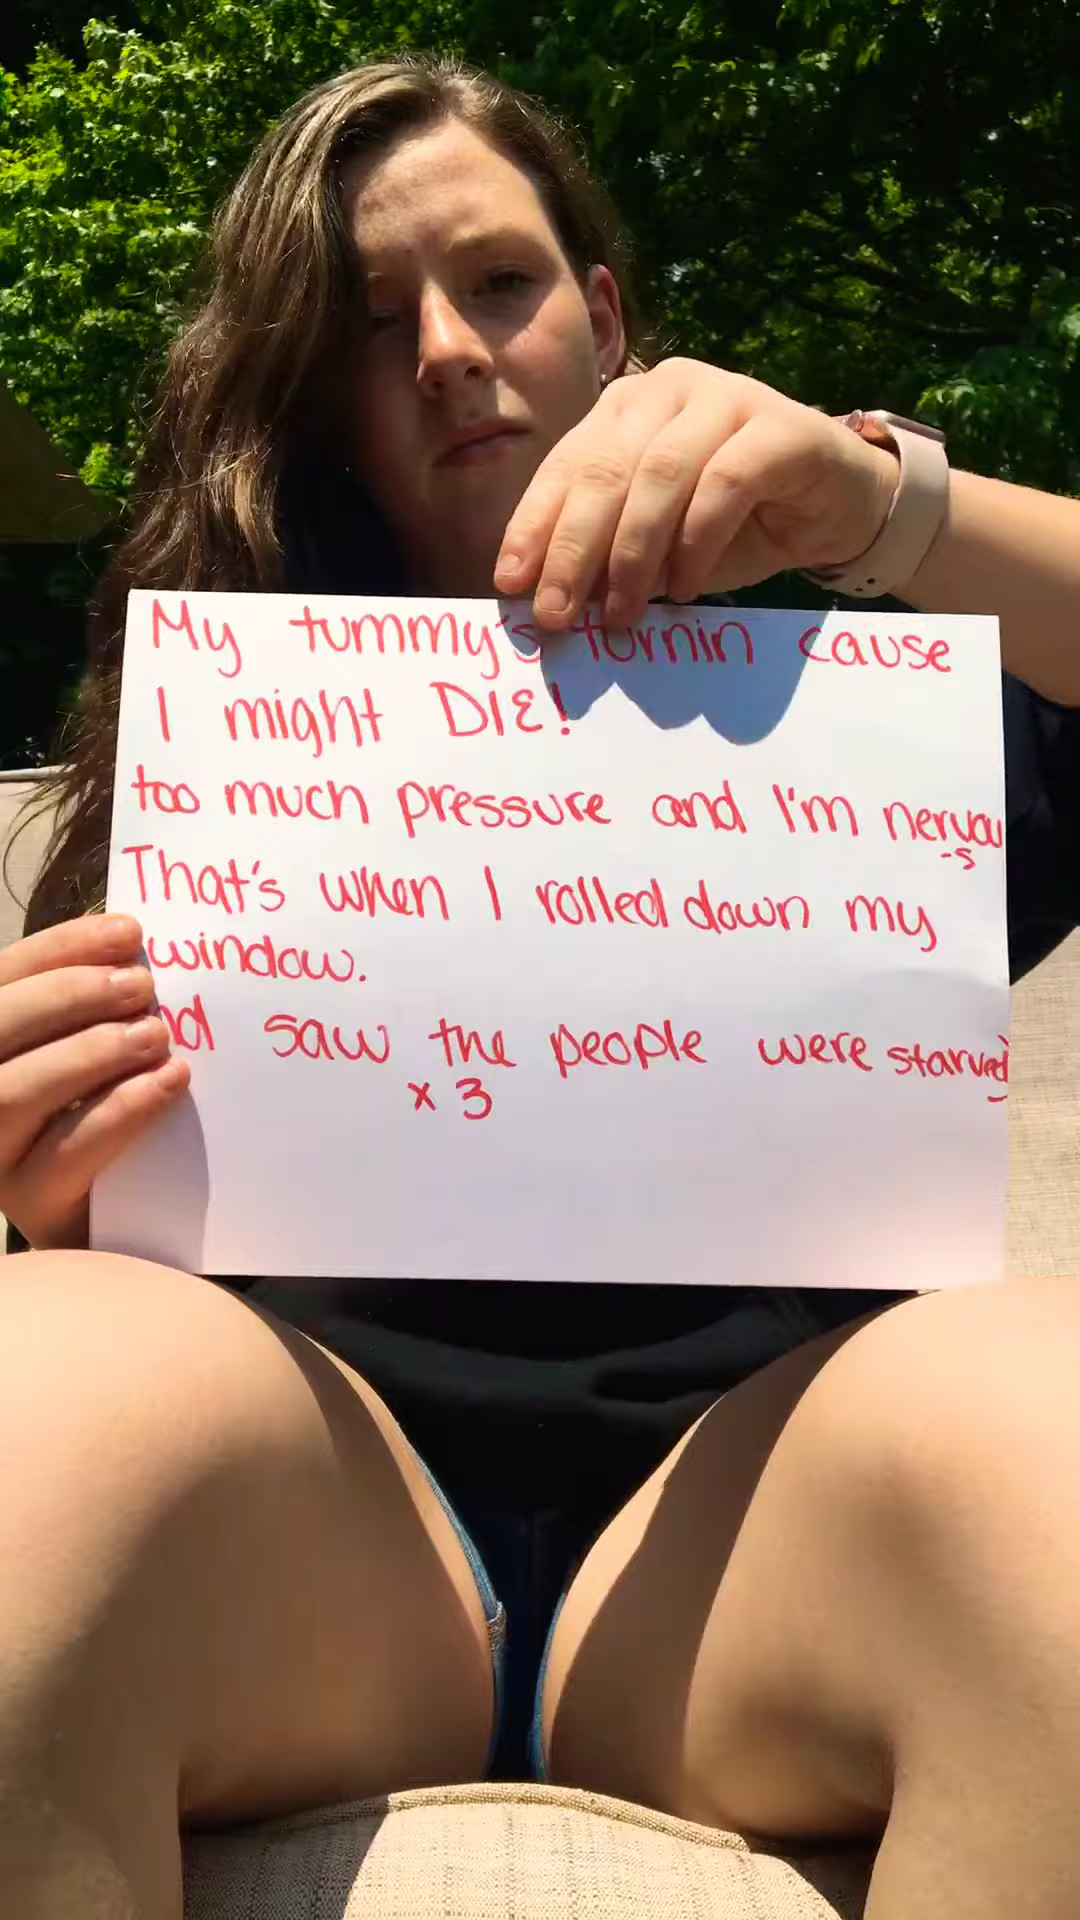 My tummy's turnin cause
I might DIE!
too much pressure and I'm nervou
-s
That's when I rolled down my
window.
nd saw the people were starved
x 3